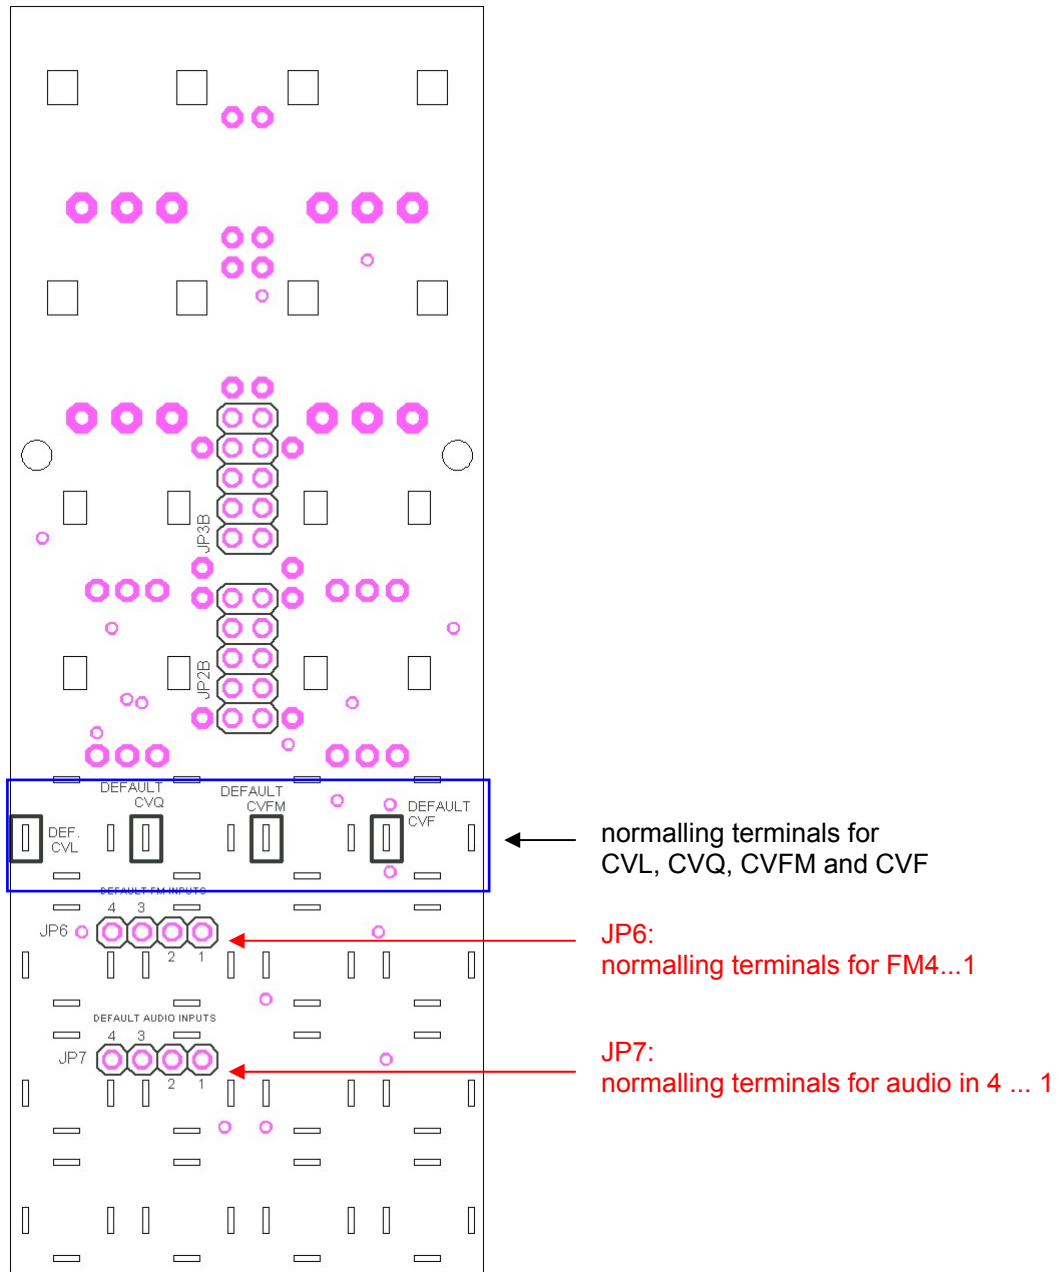 JP3B
JP2B
DEFAULT
CVQ
DEFAULT
CVFM
DEFAULT
CVF
DEF.
CVL
normalling terminals for
CVL, CVQ, CVFM and CVF
DEFAULT FM INPUTS
4 3
JP6
2 1
JP6:
normalling terminals for FM4...1
DEFAULT AUDIO INPUTS
4 3
JP7
2 1
JP7:
normalling terminals for audio in 4 ... 1